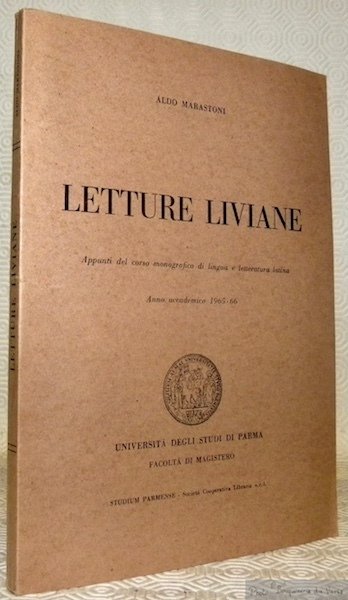 ALDO MARASTONI
LETTURE LIVIANE
Appunti del corso monografico di lingua e letteratura latina
Anno accademico 1965-66
UNIVERSITÀ DEGLI STUDI DI PARMA
FACOLTÀ DI MAGISTERO
STUDIUM PARMENSE - Società Cooperativa Libraria s.r.l.
LETTURE LIVIANE